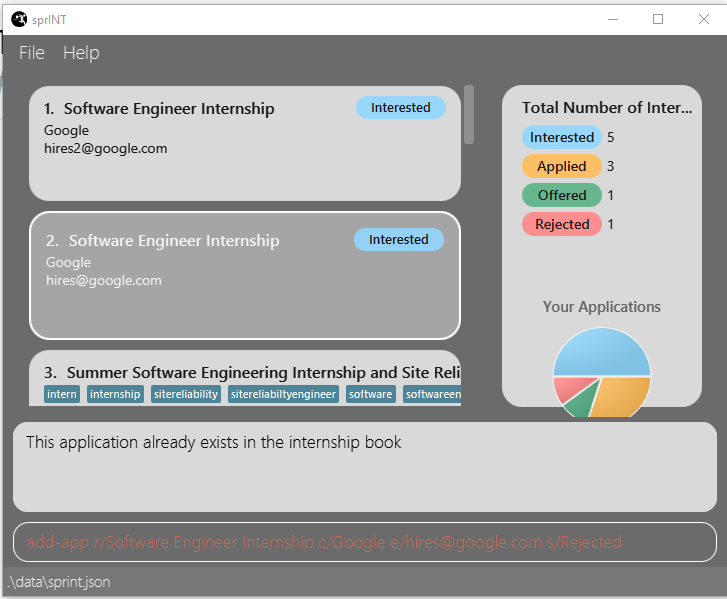 sprINT
File Help
1. Software Engineer Internship
Interested
Google
hires2@google.com
2. Software Engineer Internship
Interested
Google
hires@google.com
3. Summer Software Engineering Internship and Site Reli
intern internship sitereliability sitereliabiltyengineer software softwareen
Total Number of Inter...
Interested 5
Applied 3
Offered 1
Rejected 1
Your Applications
This application already exists in the internship book
add-app r/Software Engineer Internship c/Google e/hires@google.com s/Rejected
.\data\sprint.json